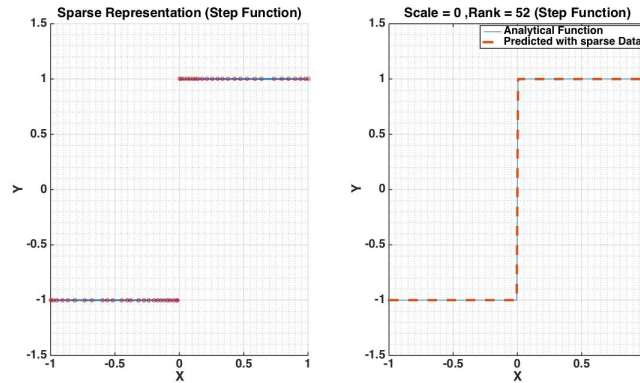 Sparse Representation (Step Function)
1.5
1
0.5
0
-0.5
-1
-1.5
Y
-1
-0.5
0
0.5
1
X
Scale = 0 ,Rank = 52 (Step Function)
Analytical Function
Predicted with sparse Data
1.5
1
0.5
0
-0.5
-1
-1.5
Y
-1
-0.5
0
0.5
X